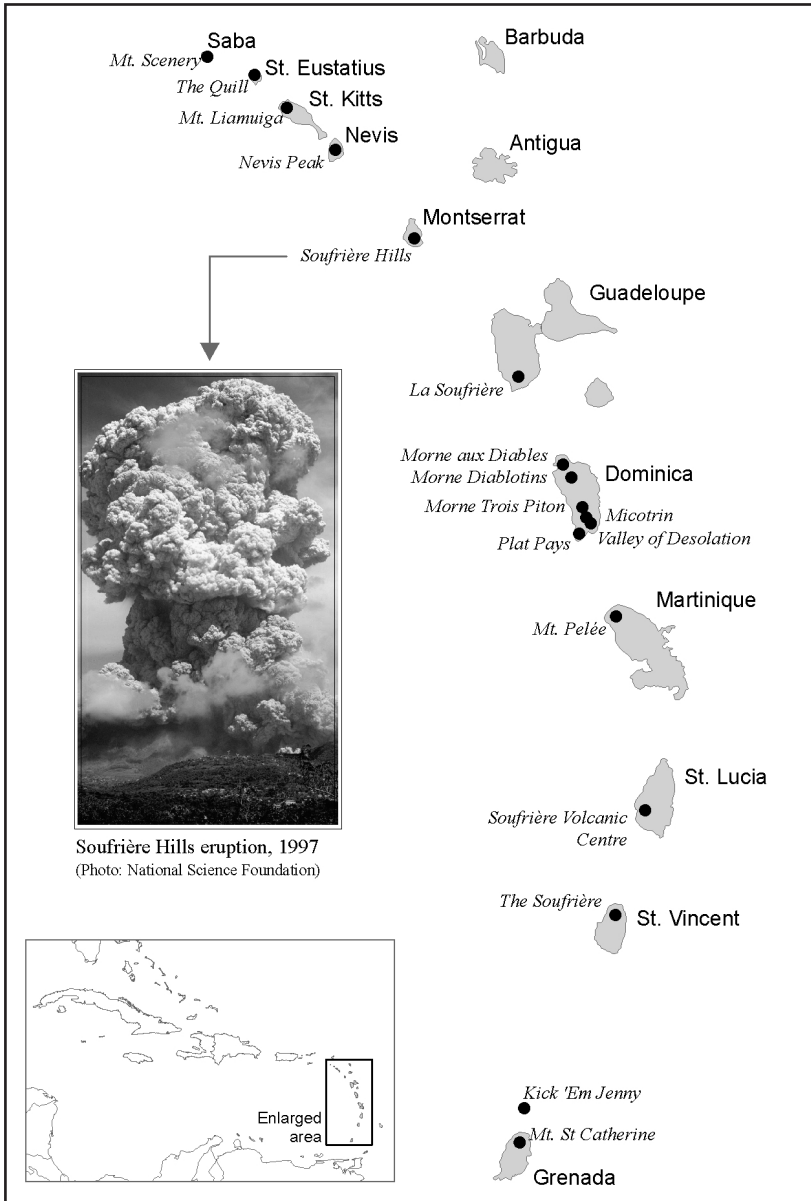 Saba
Mt. Scenery
St. Eustatius
The Quill
St. Kitts
Mt. Liamuiga
Nevis
Nevis Peak
Barbuda
Antigua
Montserrat
Soufrière Hills
Guadeloupe
La Soufrière
Morne aux Diables
Morne Diablotins
Dominica
Morne Trois Piton
Micotrin
Plat Pays
Valley of Desolation
Martinique
Mt. Pelée
St. Lucia
Soufrière Volcanic
Centre
The Soufrière
St. Vincent
Kick 'Em Jenny
Mt. St Catherine
Grenada
Soufrière Hills eruption, 1997
(Photo: National Science Foundation)
Enlarged
area